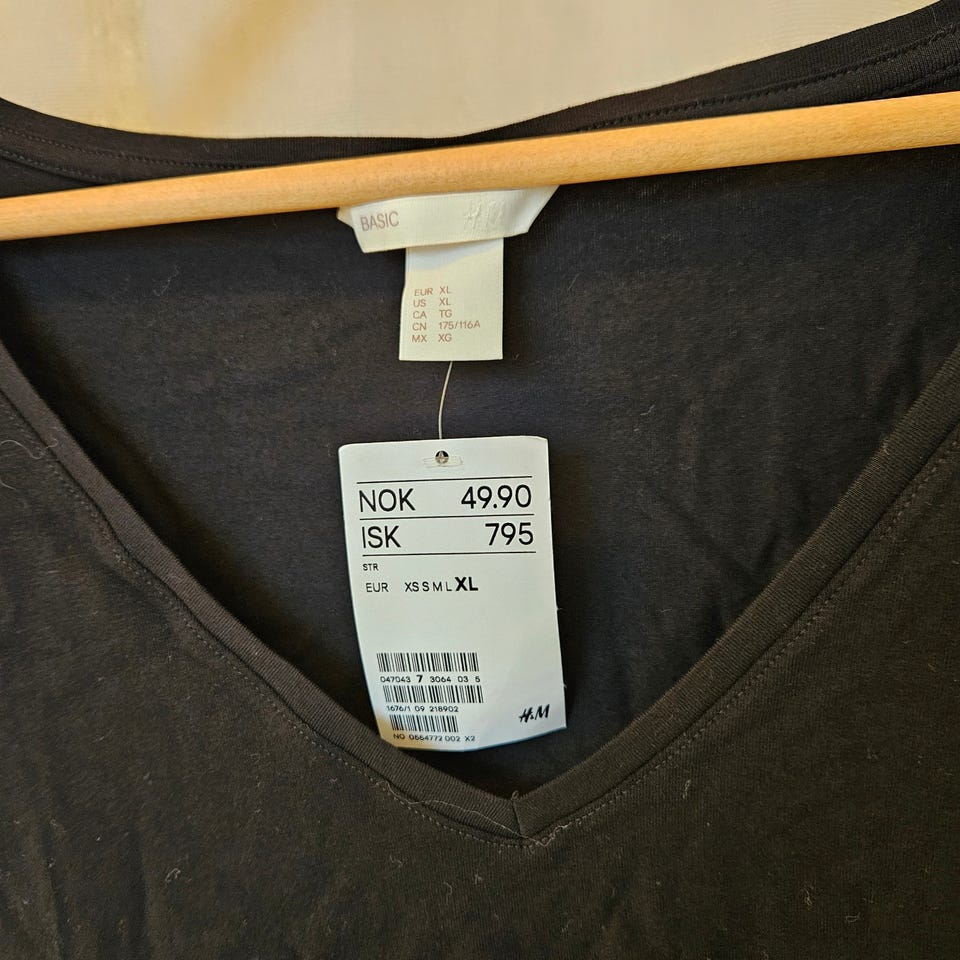 BASIC H&M
EUR XL
US XL
CA TG
CN 175/116A
MX XG
NOK 49.90
ISK 795
STR
EUR XS S M L XL
047043 7 3064 03 5
1676/1 09 218902
H&M
NO 0554772 002 X2